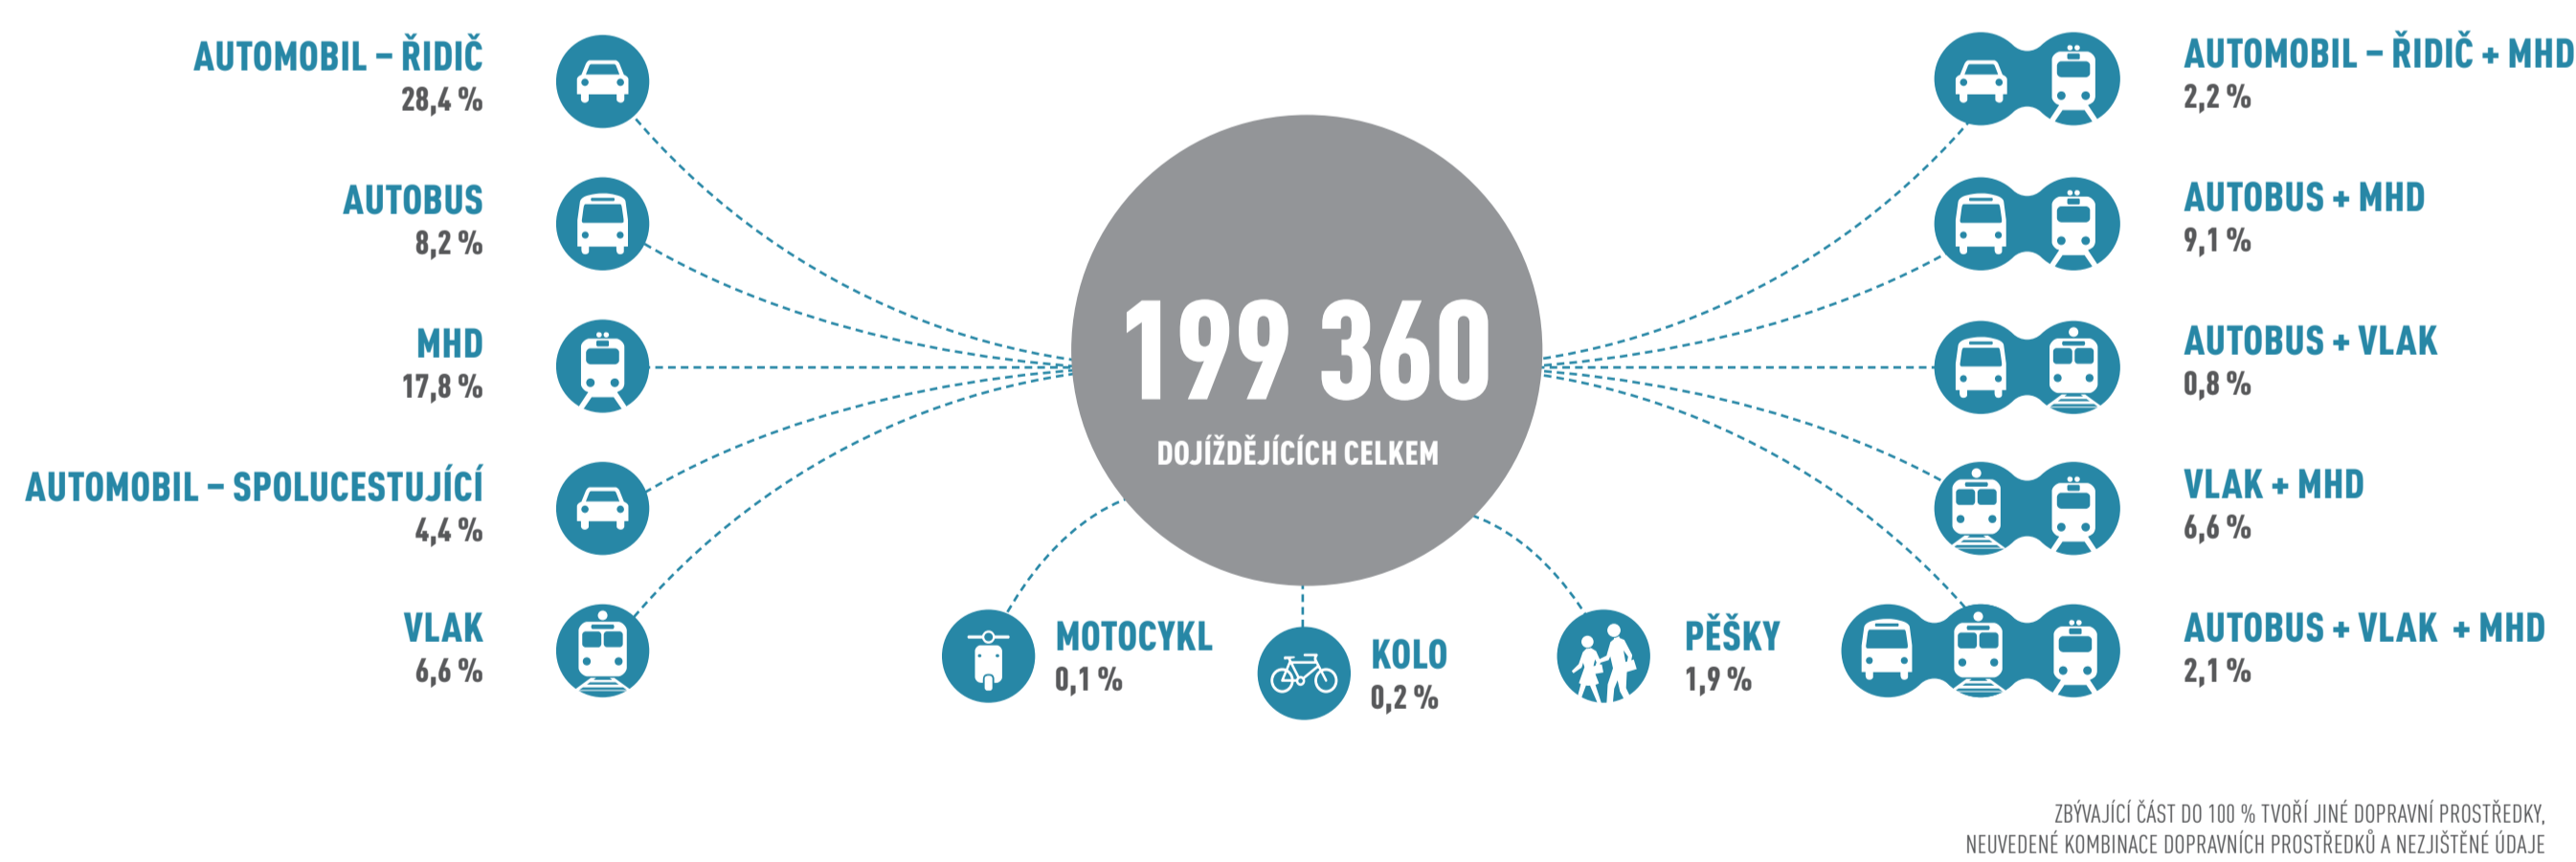 AUTOMOBIL – ŘIDIČ
28,4 %
AUTOBUS
8,2 %
MHD
17,8 %
AUTOMOBIL – SPOLUCESTUJÍCÍ
4,4 %
VLAK
6,6 %
199 360
DOJÍŽDĚJÍCÍCH CELKEM
MOTOCYKL
0,1 %
KOLO
0,2 %
PĚŠKY
1,9 %
AUTOMOBIL – ŘIDIČ + MHD
2,2 %
AUTOBUS + MHD
9,1 %
AUTOBUS + VLAK
0,8 %
VLAK + MHD
6,6 %
AUTOBUS + VLAK + MHD
2,1 %
ZBÝVAJÍCÍ ČÁST DO 100 % TVOŘÍ JINÉ DOPRAVNÍ PROSTŘEDKY,
NEUVEDENÉ KOMBINACE DOPRAVNÍCH PROSTŘEDKŮ A NEZJIŠTĚNÉ ÚDAJE